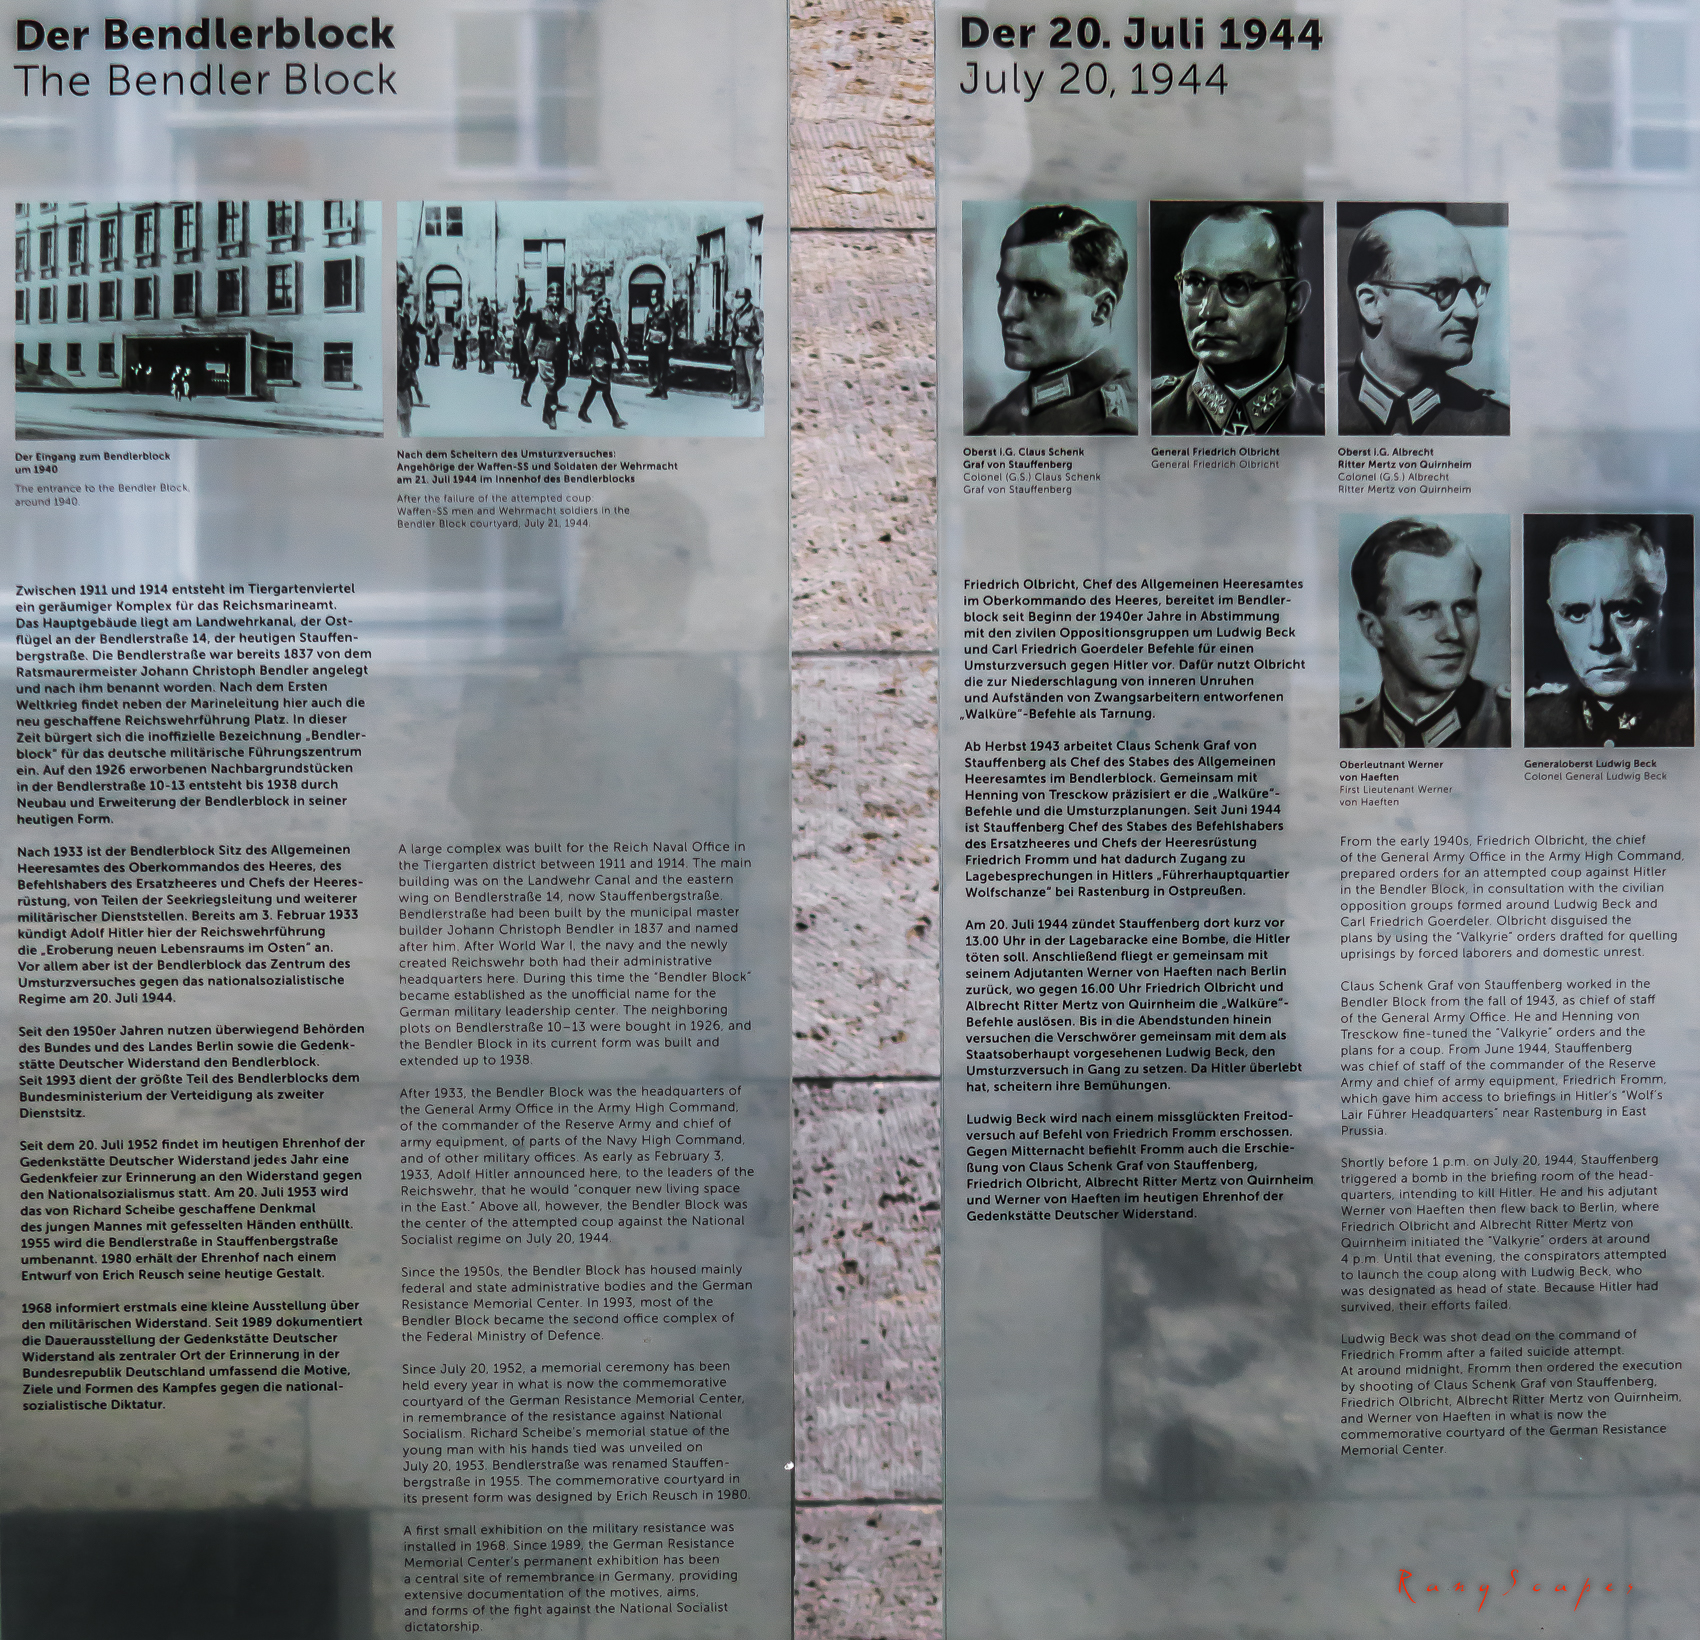 Der Bendlerblock
The Bendler Block
Der Eingang zum Bendlerblock
um 1940
The entrance to the Bendler Block,
around 1940.
Nach dem Scheitern des Umsturzversuches:
Angehörige der Waffen-SS und Soldaten der Wehrmacht
am 21. Juli 1944 im Innenhof des Bendlerblocks
After the failure of the attempted coup:
Waffen-SS men and Wehrmacht soldiers in the
Bendler Block courtyard, July 21, 1944.
Zwischen 1911 und 1914 entsteht im Tiergartenviertel
ein geräumiger Komplex für das Reichsmarineamt.
Das Hauptgebäude liegt am Landwehrkanal, der Ost-
flügel an der Bendlerstraße 14, der heutigen Stauffen-
bergstraße. Die Bendlerstraße war bereits 1837 von dem
Ratsmaurermeister Johann Christoph Bendler angelegt
und nach ihm benannt worden. Nach dem Ersten
Weltkrieg findet neben der Marineleitung hier auch die
neu geschaffene Reichswehrführung Platz. In dieser
Zeit bürgert sich die inoffizielle Bezeichnung „Bendler-
block“ für das deutsche militärische Führungszentrum
ein. Auf den 1926 erworbenen Nachbargrundstücken
in der Bendlerstraße 10-13 entsteht bis 1938 durch
Neubau und Erweiterung der Bendlerblock in seiner
heutigen Form.
Nach 1933 ist der Bendlerblock Sitz des Allgemeinen
Heeresamtes des Oberkommandos des Heeres, des
Befehlshabers des Ersatzheeres und Chefs der Heeres-
rüstung, von Teilen der Seekriegsleitung und weiterer
militärischer Dienststellen. Bereits am 3. Februar 1933
kündigt Adolf Hitler hier der Reichswehrführung
die „Eroberung neuen Lebensraums im Osten“ an.
Vor allem aber ist der Bendlerblock das Zentrum des
Umsturzversuches gegen das nationalsozialistische
Regime am 20. Juli 1944.
Seit den 1950er Jahren nutzen überwiegend Behörden
des Bundes und des Landes Berlin sowie die Gedenk-
stätte Deutscher Widerstand den Bendlerblock.
Seit 1993 dient der größte Teil des Bendlerblocks dem
Bundesministerium der Verteidigung als zweiter
Dienstsitz.
Seit dem 20. Juli 1952 findet im heutigen Ehrenhof der
Gedenkstätte Deutscher Widerstand jedes Jahr eine
Gedenkfeier zur Erinnerung an den Widerstand gegen
den Nationalsozialismus statt. Am 20. Juli 1953 wird
das von Richard Scheibe geschaffene Denkmal
des jungen Mannes mit gefesselten Händen enthüllt.
1955 wird die Bendlerstraße in Stauffenbergstraße
umbenannt. 1980 erhält der Ehrenhof nach einem
Entwurf von Erich Reusch seine heutige Gestalt.
1968 informiert erstmals eine kleine Ausstellung über
den militärischen Widerstand. Seit 1989 dokumentiert
die Dauerausstellung der Gedenkstätte Deutscher
Widerstand als zentraler Ort der Erinnerung in der
Bundesrepublik Deutschland umfassend die Motive,
Ziele und Formen des Kampfes gegen die national-
sozialistische Diktatur.
A large complex was built for the Reich Naval Office in
the Tiergarten district between 1911 and 1914. The main
building was on the Landwehr Canal and the eastern
wing on Bendlerstraße 14, now Stauffenbergstraße.
Bendlerstraße had been built by the municipal master
builder Johann Christoph Bendler in 1837 and named
after him. After World War I, the navy and the newly
created Reichswehr both had their administrative
headquarters here. During this time the “Bendler Block”
became established as the unofficial name for the
German military leadership center. The neighboring
plots on Bendlerstraße 10–13 were bought in 1926, and
the Bendler Block in its current form was built and
extended up to 1938.
After 1933, the Bendler Block was the headquarters of
the General Army Office in the Army High Command,
of the commander of the Reserve Army and chief of
army equipment, of parts of the Navy High Command,
and of other military offices. As early as February 3,
1933, Adolf Hitler announced here, to the leaders of the
Reichswehr, that he would “conquer new living space
in the East.” Above all, however, the Bendler Block was
the center of the attempted coup against the National
Socialist regime on July 20, 1944.
Since the 1950s, the Bendler Block has housed mainly
federal and state administrative bodies and the German
Resistance Memorial Center. In 1993, most of the
Bendler Block became the second office complex of
the Federal Ministry of Defence.
Since July 20, 1952, a memorial ceremony has been
held every year in what is now the commemorative
courtyard of the German Resistance Memorial Center,
in remembrance of the resistance against National
Socialism. Richard Scheibe's memorial statue of the
young man with his hands tied was unveiled on
July 20, 1953. Bendlerstraße was renamed Stauffen-
bergstraße in 1955. The commemorative courtyard in
its present form was designed by Erich Reusch in 1980.
A first small exhibition on the military resistance was
installed in 1968. Since 1989, the German Resistance
Memorial Center's permanent exhibition has been
a central site of remembrance in Germany, providing
extensive documentation of the motives, aims,
and forms of the fight against the National Socialist
dictatorship.
Der 20. Juli 1944
July 20, 1944
Oberst i.G. Claus Schenk
Graf von Stauffenberg
Colonel (G.S.) Claus Schenk
Graf von Stauffenberg
General Friedrich Olbricht
General Friedrich Olbricht
Oberst i.G. Albrecht
Ritter Mertz von Quirnheim
Colonel (G.S.) Albrecht
Ritter Mertz von Quirnheim
Oberleutnant Werner
von Haeften
First Lieutenant Werner
von Haeften
Generaloberst Ludwig Beck
Colonel General Ludwig Beck
Friedrich Olbricht, Chef des Allgemeinen Heeresamtes
im Oberkommando des Heeres, bereitet im Bendler-
block seit Beginn der 1940er Jahre in Abstimmung
mit den zivilen Oppositionsgruppen um Ludwig Beck
und Carl Friedrich Goerdeler Befehle für einen
Umsturzversuch gegen Hitler vor. Dafür nutzt Olbricht
die zur Niederschlagung von inneren Unruhen
und Aufständen von Zwangsarbeitern entworfenen
„Walküre“-Befehle als Tarnung.
Ab Herbst 1943 arbeitet Claus Schenk Graf von
Stauffenberg als Chef des Stabes des Allgemeinen
Heeresamtes im Bendlerblock. Gemeinsam mit
Henning von Tresckow präzisiert er die „Walküre“-
Befehle und die Umsturzplanungen. Seit Juni 1944
ist Stauffenberg Chef des Stabes des Befehlshabers
des Ersatzheeres und Chefs der Heeresrüstung
Friedrich Fromm und hat dadurch Zugang zu
Lagebesprechungen in Hitlers „Führerhauptquartier
Wolfschanze“ bei Rastenburg in Ostpreußen.
Am 20. Juli 1944 zündet Stauffenberg dort kurz vor
13.00 Uhr in der Lagebaracke eine Bombe, die Hitler
töten soll. Anschließend fliegt er gemeinsam mit
seinem Adjutanten Werner von Haeften nach Berlin
zurück, wo gegen 16.00 Uhr Friedrich Olbricht und
Albrecht Ritter Mertz von Quirnheim die „Walküre“-
Befehle auslösen. Bis in die Abendstunden hinein
versuchen die Verschwörer gemeinsam mit dem als
Staatsoberhaupt vorgesehenen Ludwig Beck, den
Umsturzversuch in Gang zu setzen. Da Hitler überlebt
hat, scheitern ihre Bemühungen.
Ludwig Beck wird nach einem missglückten Freitod-
versuch auf Befehl von Friedrich Fromm erschossen.
Gegen Mitternacht befiehlt Fromm auch die Erschie-
ßung von Claus Schenk Graf von Stauffenberg,
Friedrich Olbricht, Albrecht Ritter Mertz von Quirnheim
und Werner von Haeften im heutigen Ehrenhof der
Gedenkstätte Deutscher Widerstand.
From the early 1940s, Friedrich Olbricht, the chief
of the General Army Office in the Army High Command,
prepared orders for an attempted coup against Hitler
in the Bendler Block, in consultation with the civilian
opposition groups formed around Ludwig Beck and
Carl Friedrich Goerdeler. Olbricht disguised the
plans by using the “Valkyrie” orders drafted for quelling
uprisings by forced laborers and domestic unrest.
Claus Schenk Graf von Stauffenberg worked in the
Bendler Block from the fall of 1943, as chief of staff
of the General Army Office. He and Henning von
Tresckow fine-tuned the “Valkyrie” orders and the
plans for a coup. From June 1944, Stauffenberg
was chief of staff of the commander of the Reserve
Army and chief of army equipment, Friedrich Fromm,
which gave him access to briefings in Hitler's “Wolf's
Lair Führer Headquarters” near Rastenburg in East
Prussia.
Shortly before 1 p.m. on July 20, 1944, Stauffenberg
triggered a bomb in the briefing room of the head-
quarters, intending to kill Hitler. He and his adjutant
Werner von Haeften then flew back to Berlin, where
Friedrich Olbricht and Albrecht Ritter Mertz von
Quirnheim initiated the “Valkyrie” orders at around
4 p.m. Until that evening, the conspirators attempted
to launch the coup along with Ludwig Beck, who
was designated as head of state. Because Hitler had
survived, their efforts failed.
Ludwig Beck was shot dead on the command of
Friedrich Fromm after a failed suicide attempt.
At around midnight, Fromm then ordered the execution
by shooting of Claus Schenk Graf von Stauffenberg,
Friedrich Olbricht, Albrecht Ritter Mertz von Quirnheim,
and Werner von Haeften in what is now the
commemorative courtyard of the German Resistance
Memorial Center.
RunyScapes